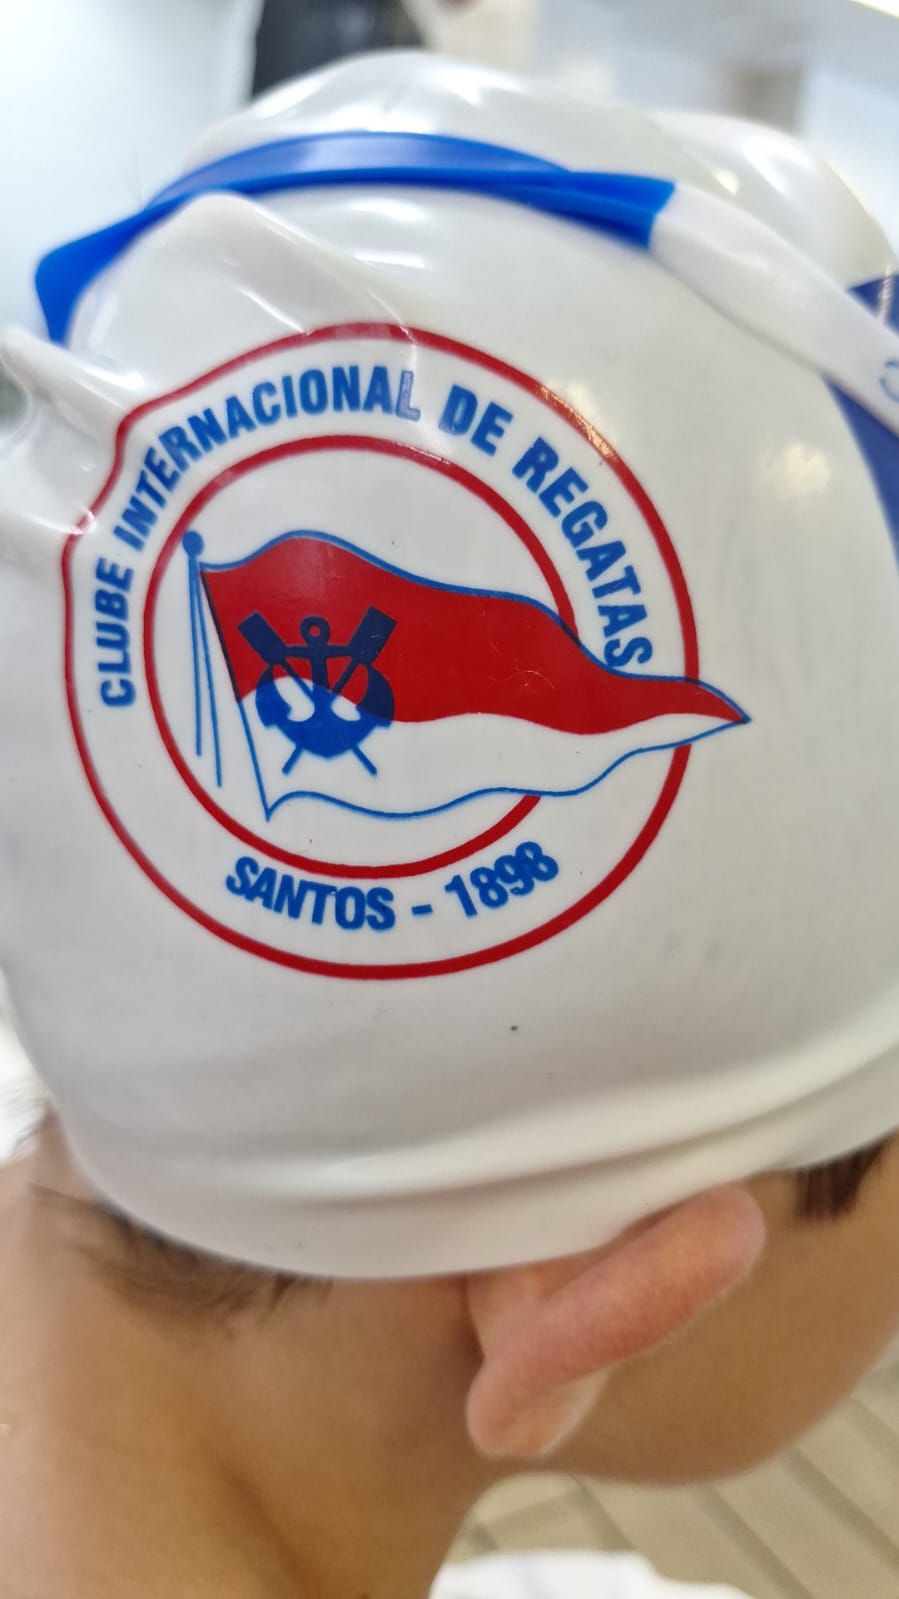 CLUBE INTERNACIONAL DE REGATAS
SANTOS - 1898